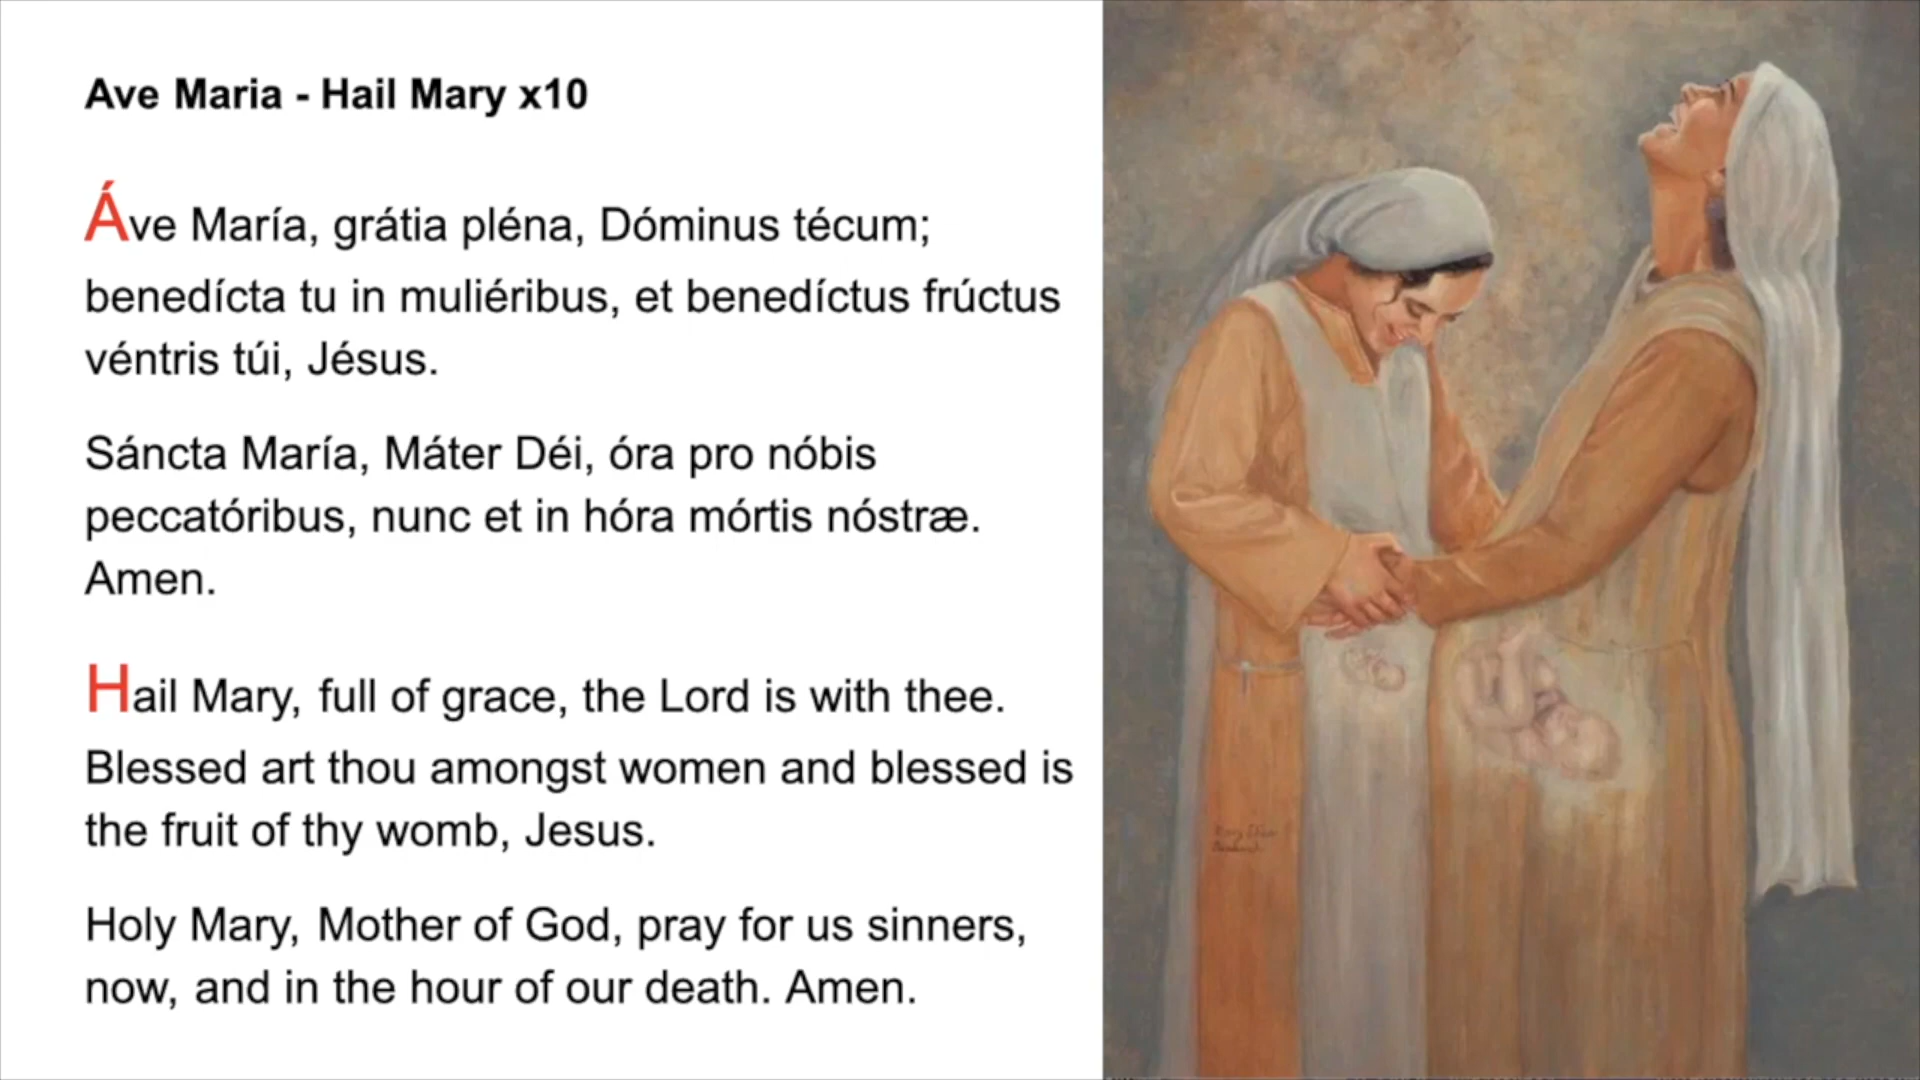 Ave Maria - Hail Mary x10
Áve María, grátia pléna, Dóminus técum;
benedícta tu in muliéribus, et benedíctus frúctus
véntris túi, Jésus.
Sáncta María, Máter Déi, óra pro nóbis
peccatóribus, nunc et in hóra mórtis nóstræ.
Amen.
Hail Mary, full of grace, the Lord is with thee.
Blessed art thou amongst women and blessed is
the fruit of thy womb, Jesus.
Holy Mary, Mother of God, pray for us sinners,
now, and in the hour of our death. Amen.